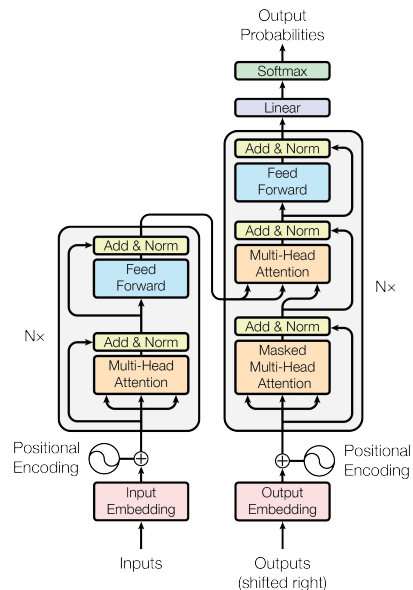 Output
Probabilities
Softmax
Linear
Add & Norm
Feed
Forward
Add & Norm
Multi-Head
Attention
Nx
Add & Norm
Masked
Multi-Head
Attention
Add & Norm
Feed
Forward
Nx
Add & Norm
Multi-Head
Attention
Positional
Encoding
Positional
Encoding
Input
Embedding
Output
Embedding
Inputs
Outputs
(shifted right)